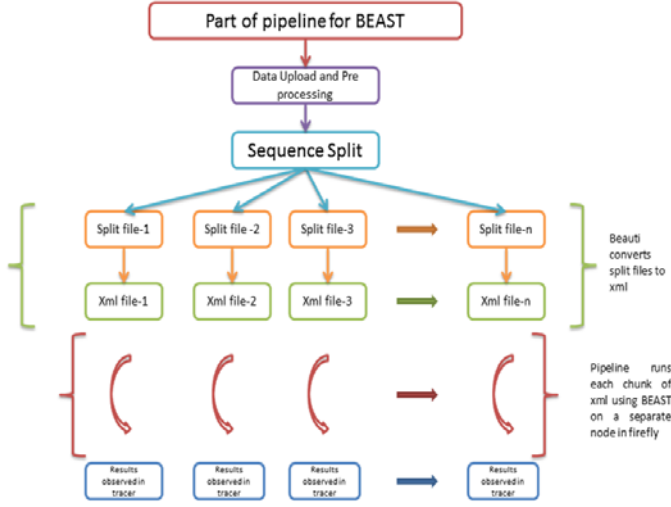 Part of pipeline for BEAST
Data Upload and Pre
processing
Sequence Split
Split file-1
Split file -2
Split file-3
Split file-n
Beauti
converts
split files to
xml
Xml file-1
Xml file-2
Xml file-3
Xml file-n
Pipeline runs
each chunk of
xml using BEAST
on a separate
node in firefly
Results
observed in
tracer
Results
observed in
tracer
Results
observed in
tracer
Results
observed in
tracer